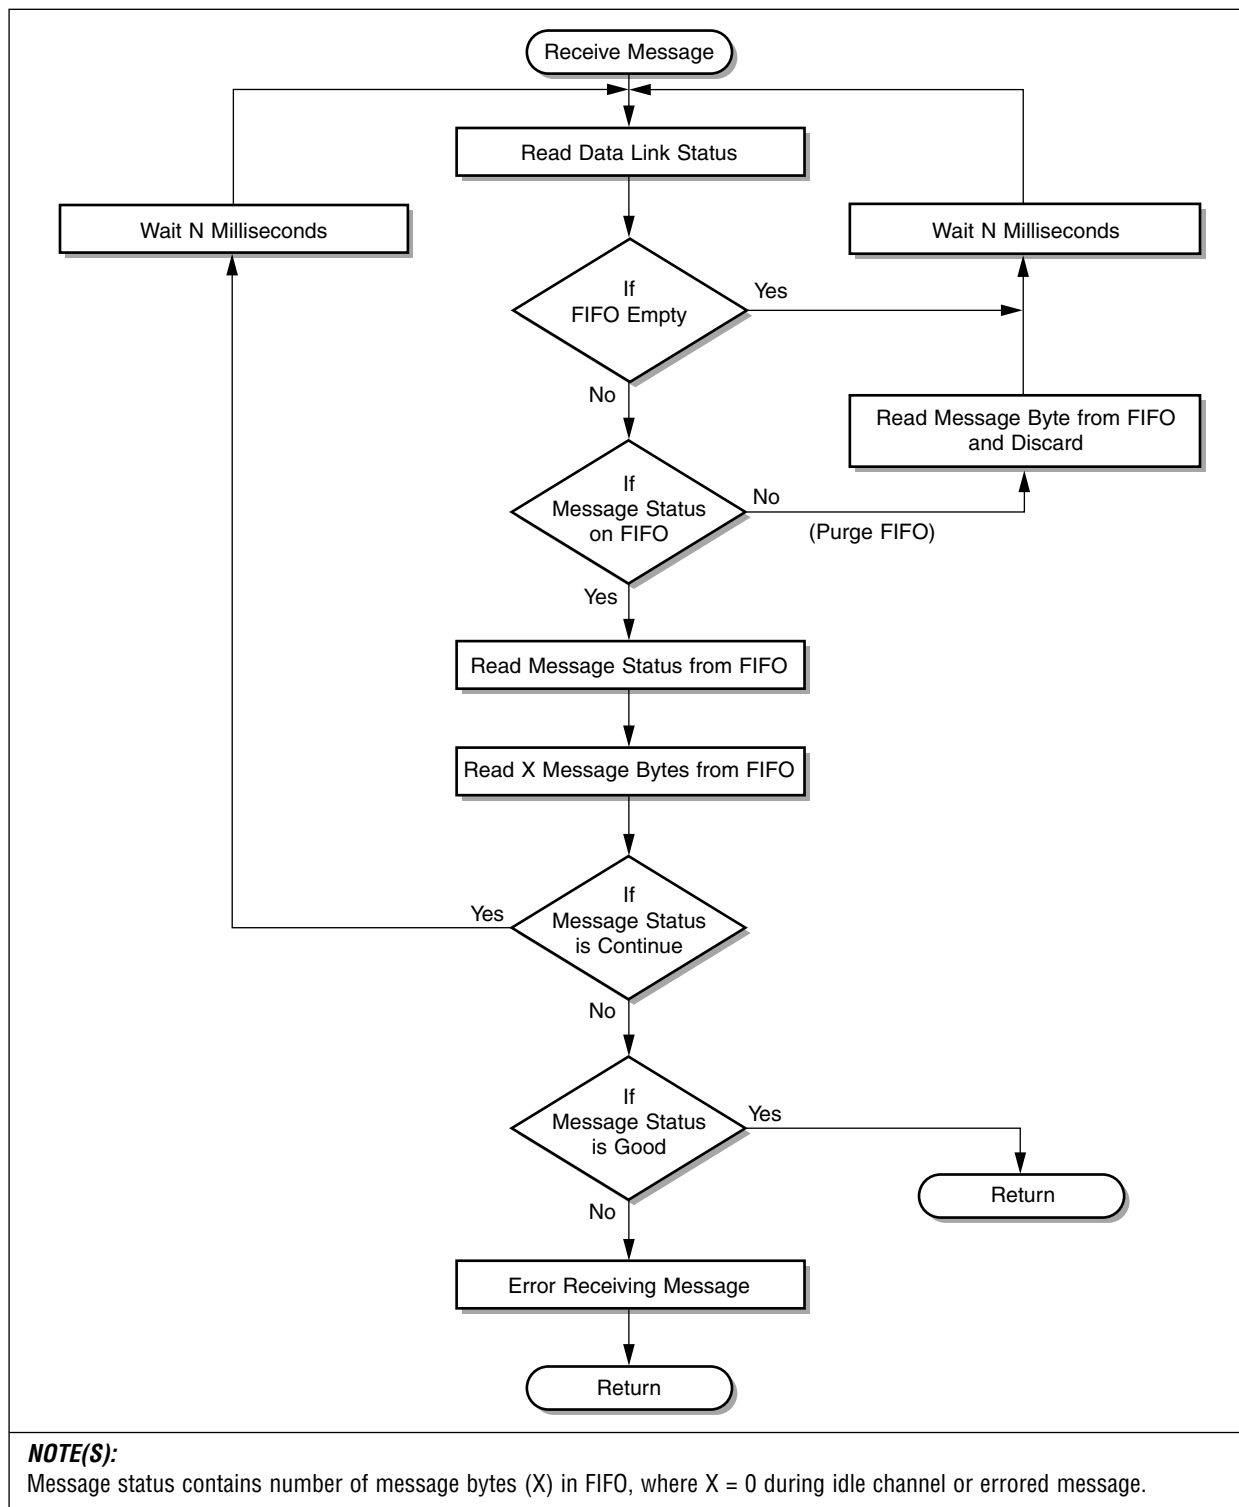 Receive Message
Read Data Link Status
Wait N Milliseconds
Wait N Milliseconds
If
FIFO Empty
Yes
No
Read Message Byte from FIFO
and Discard
If
Message Status
on FIFO
No
(Purge FIFO)
Yes
Read Message Status from FIFO
Read X Message Bytes from FIFO
If
Message Status
is Continue
Yes
No
If
Message Status
is Good
Yes
Return
No
Error Receiving Message
Return
NOTE(S):
Message status contains number of message bytes (X) in FIFO, where X = 0 during idle channel or errored message.